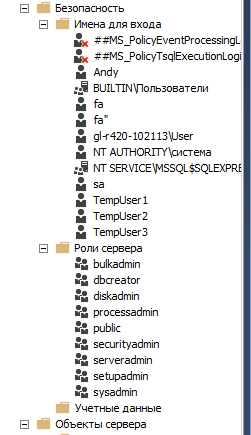 Безопасность
Имена для входа
##MS_PolicyEventProcessingL
##MS_PolicyTsqlExecutionLogi
Andy
BUILTIN\Пользователи
fa
fa"
gl-r420-102113\User
NT AUTHORITY\система
NT SERVICE\MSSQL$SQLEXPRE
sa
TempUser1
TempUser2
TempUser3
Роли сервера
bulkadmin
dbcreator
diskadmin
processadmin
public
securityadmin
serveradmin
setupadmin
sysadmin
Учетные данные
Объекты сервера